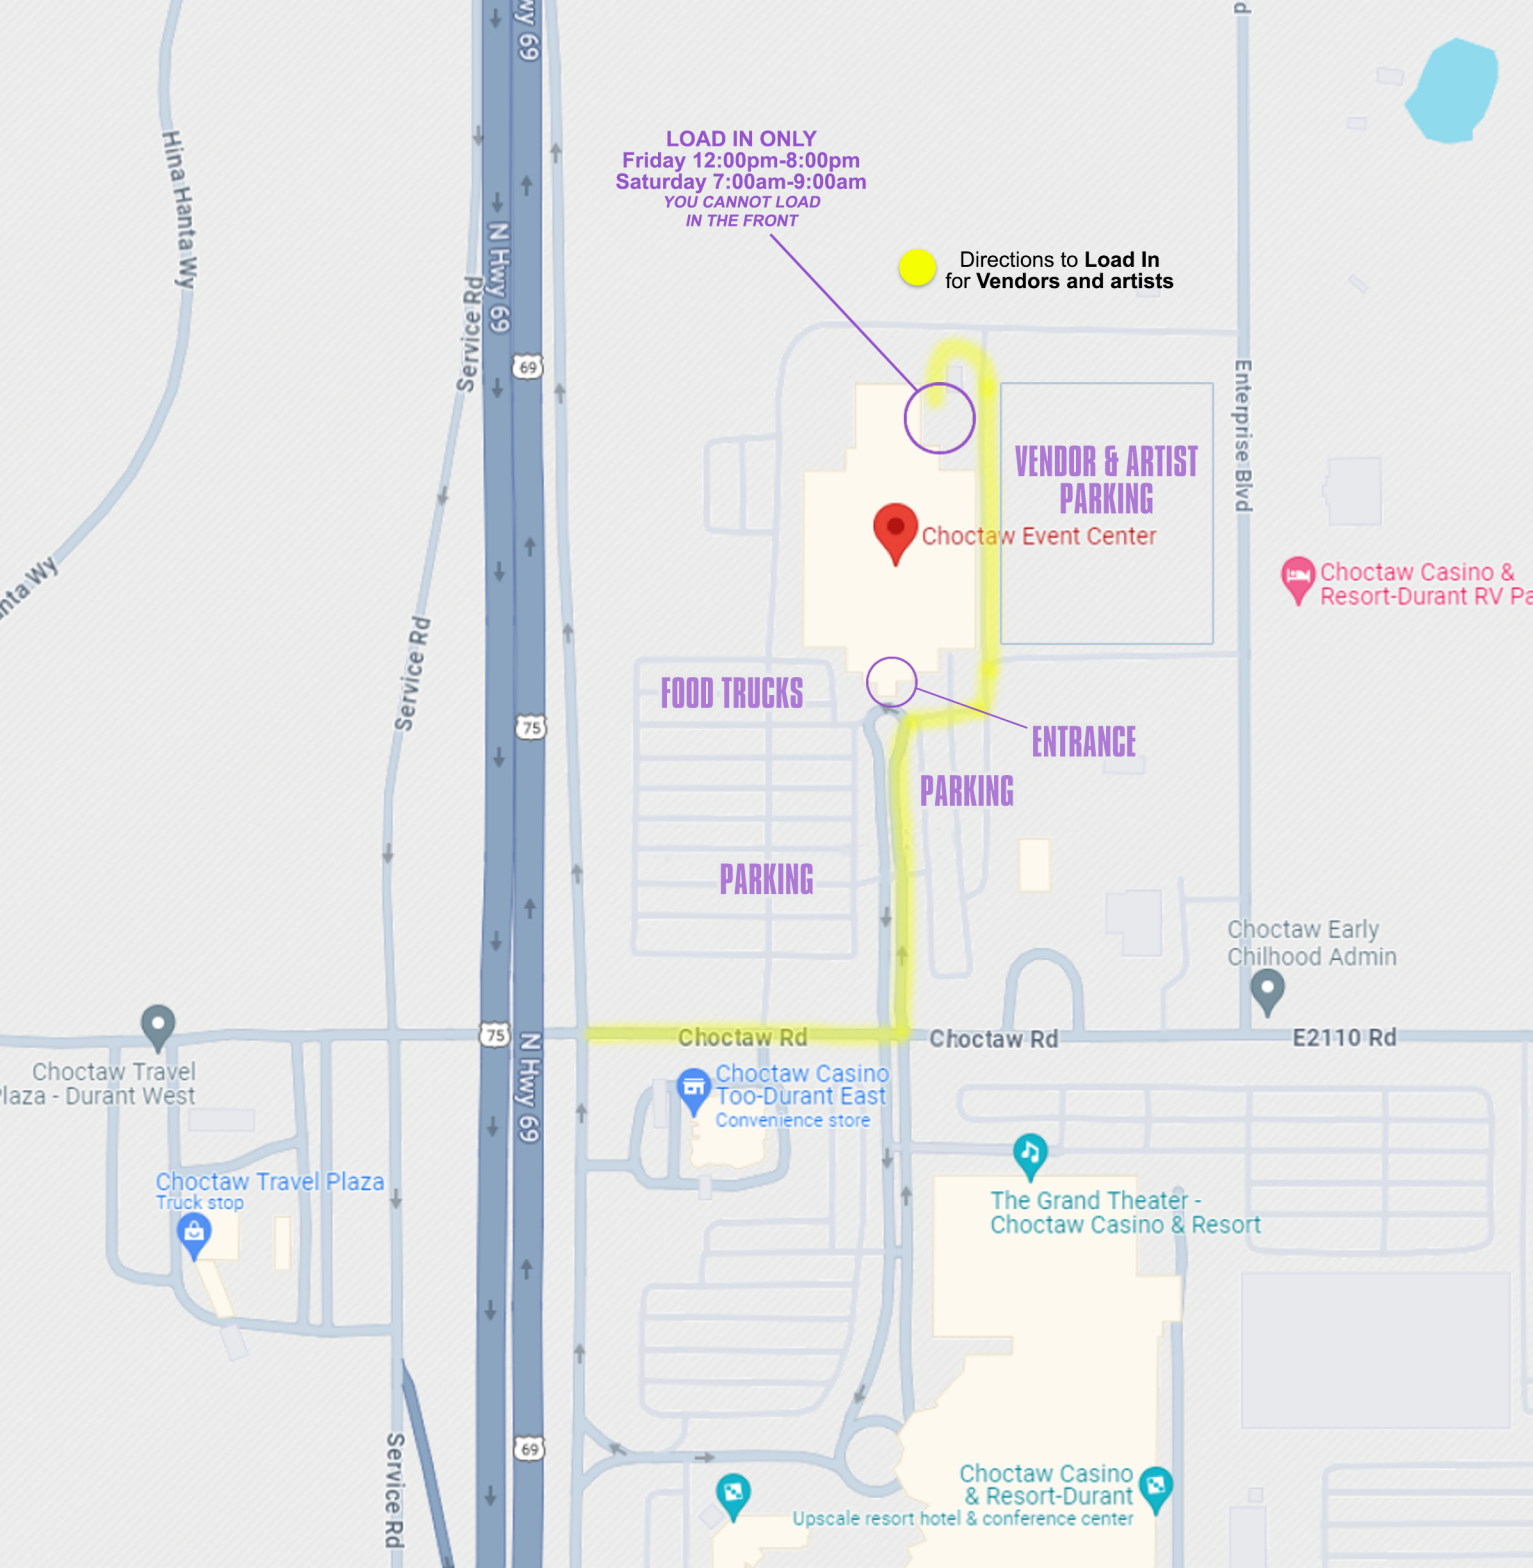 wy 69
Hina Hanta Wy
LOAD IN ONLY
Friday 12:00pm-8:00pm
Saturday 7:00am-9:00am
YOU CANNOT LOAD
IN THE FRONT
Directions to Load In
for Vendors and artists
N Hwy 69
Service Rd
69
Enterprise Blvd
VENDOR & ARTIST
PARKING
Choctaw Event Center
anta Wy
Choctaw Casino &
Resort-Durant RV Pa
Service Rd
FOOD TRUCKS
75
ENTRANCE
PARKING
PARKING
Choctaw Early
Chilhood Admin
75
Choctaw Rd
Choctaw Rd
E2110 Rd
N Hwy 69
Choctaw Travel
Plaza - Durant West
Choctaw Casino
Too-Durant East
Convenience store
Choctaw Travel Plaza
Truck stop
The Grand Theater -
Choctaw Casino & Resort
69
Service Rd
Choctaw Casino
& Resort-Durant
Upscale resort hotel & conference center